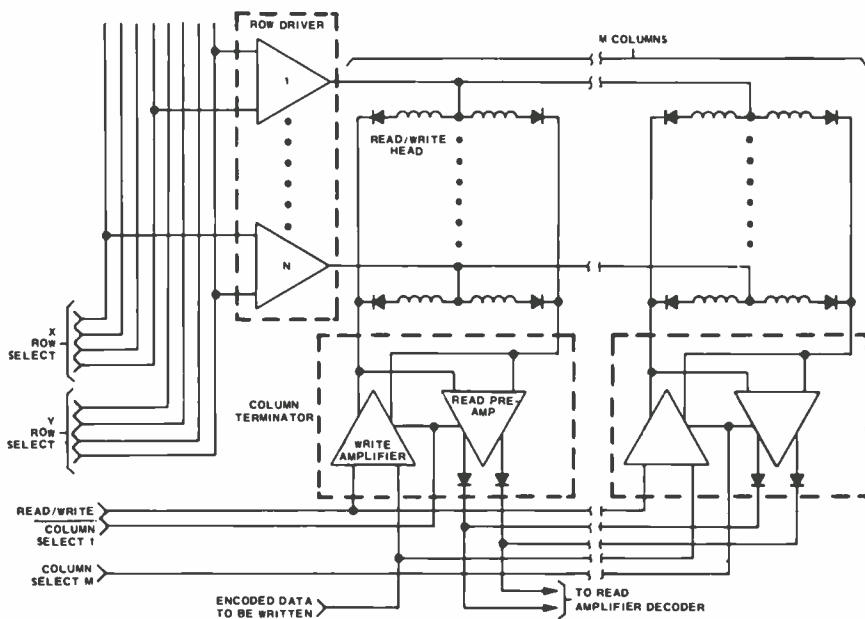 ROW DRIVER
M COLUMNS
1
READ/WRITE
HEAD
N
X
ROW
SELECT
Y
ROW
SELECT
COLUMN
TERMINATOR
READ PRE-
AMP
WRITE
AMPLIFIER
READ/WRITE
COLUMN
SELECT 1
COLUMN
SELECT M
ENCODED DATA
TO BE WRITTEN
TO READ
AMPLIFIER DECODER